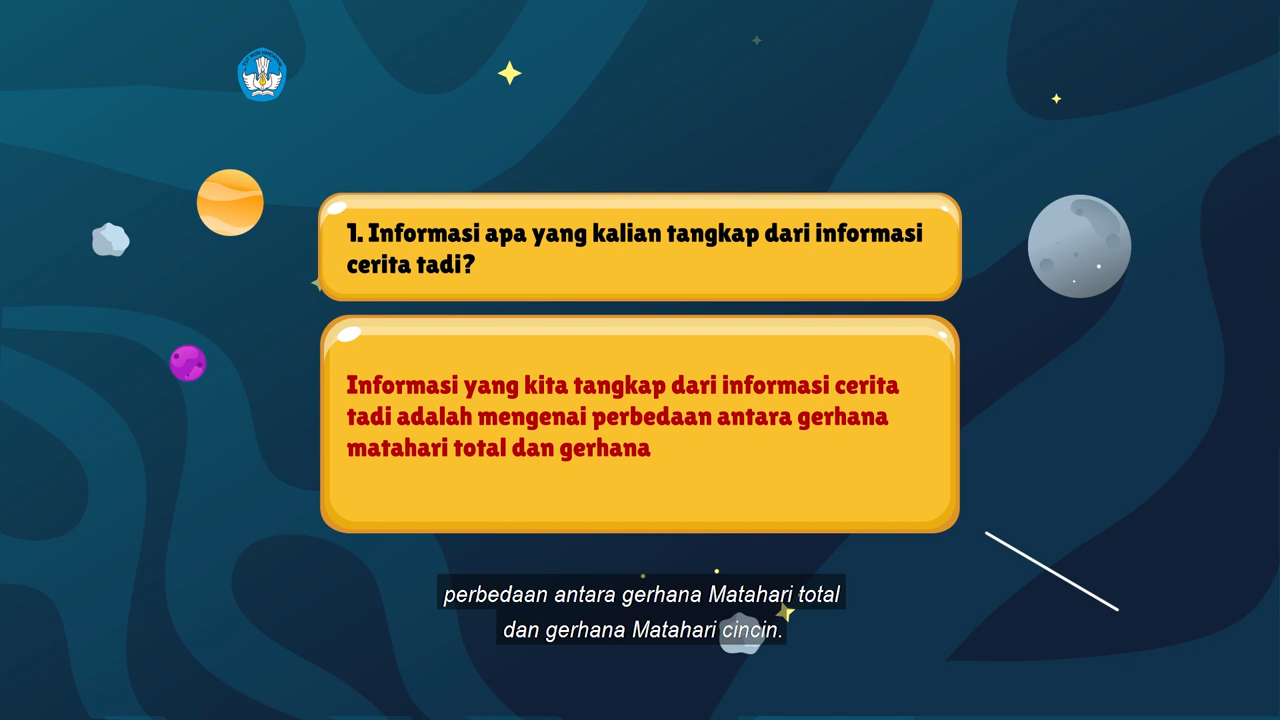 1. Informasi apa yang kalian tangkap dari informasi
cerita tadi?
Informasi yang kita tangkap dari informasi cerita
tadi adalah mengenai perbedaan antara gerhana
matahari total dan gerhana
perbedaan antara gerhana Matahari total
dan gerhana Matahari cincin.